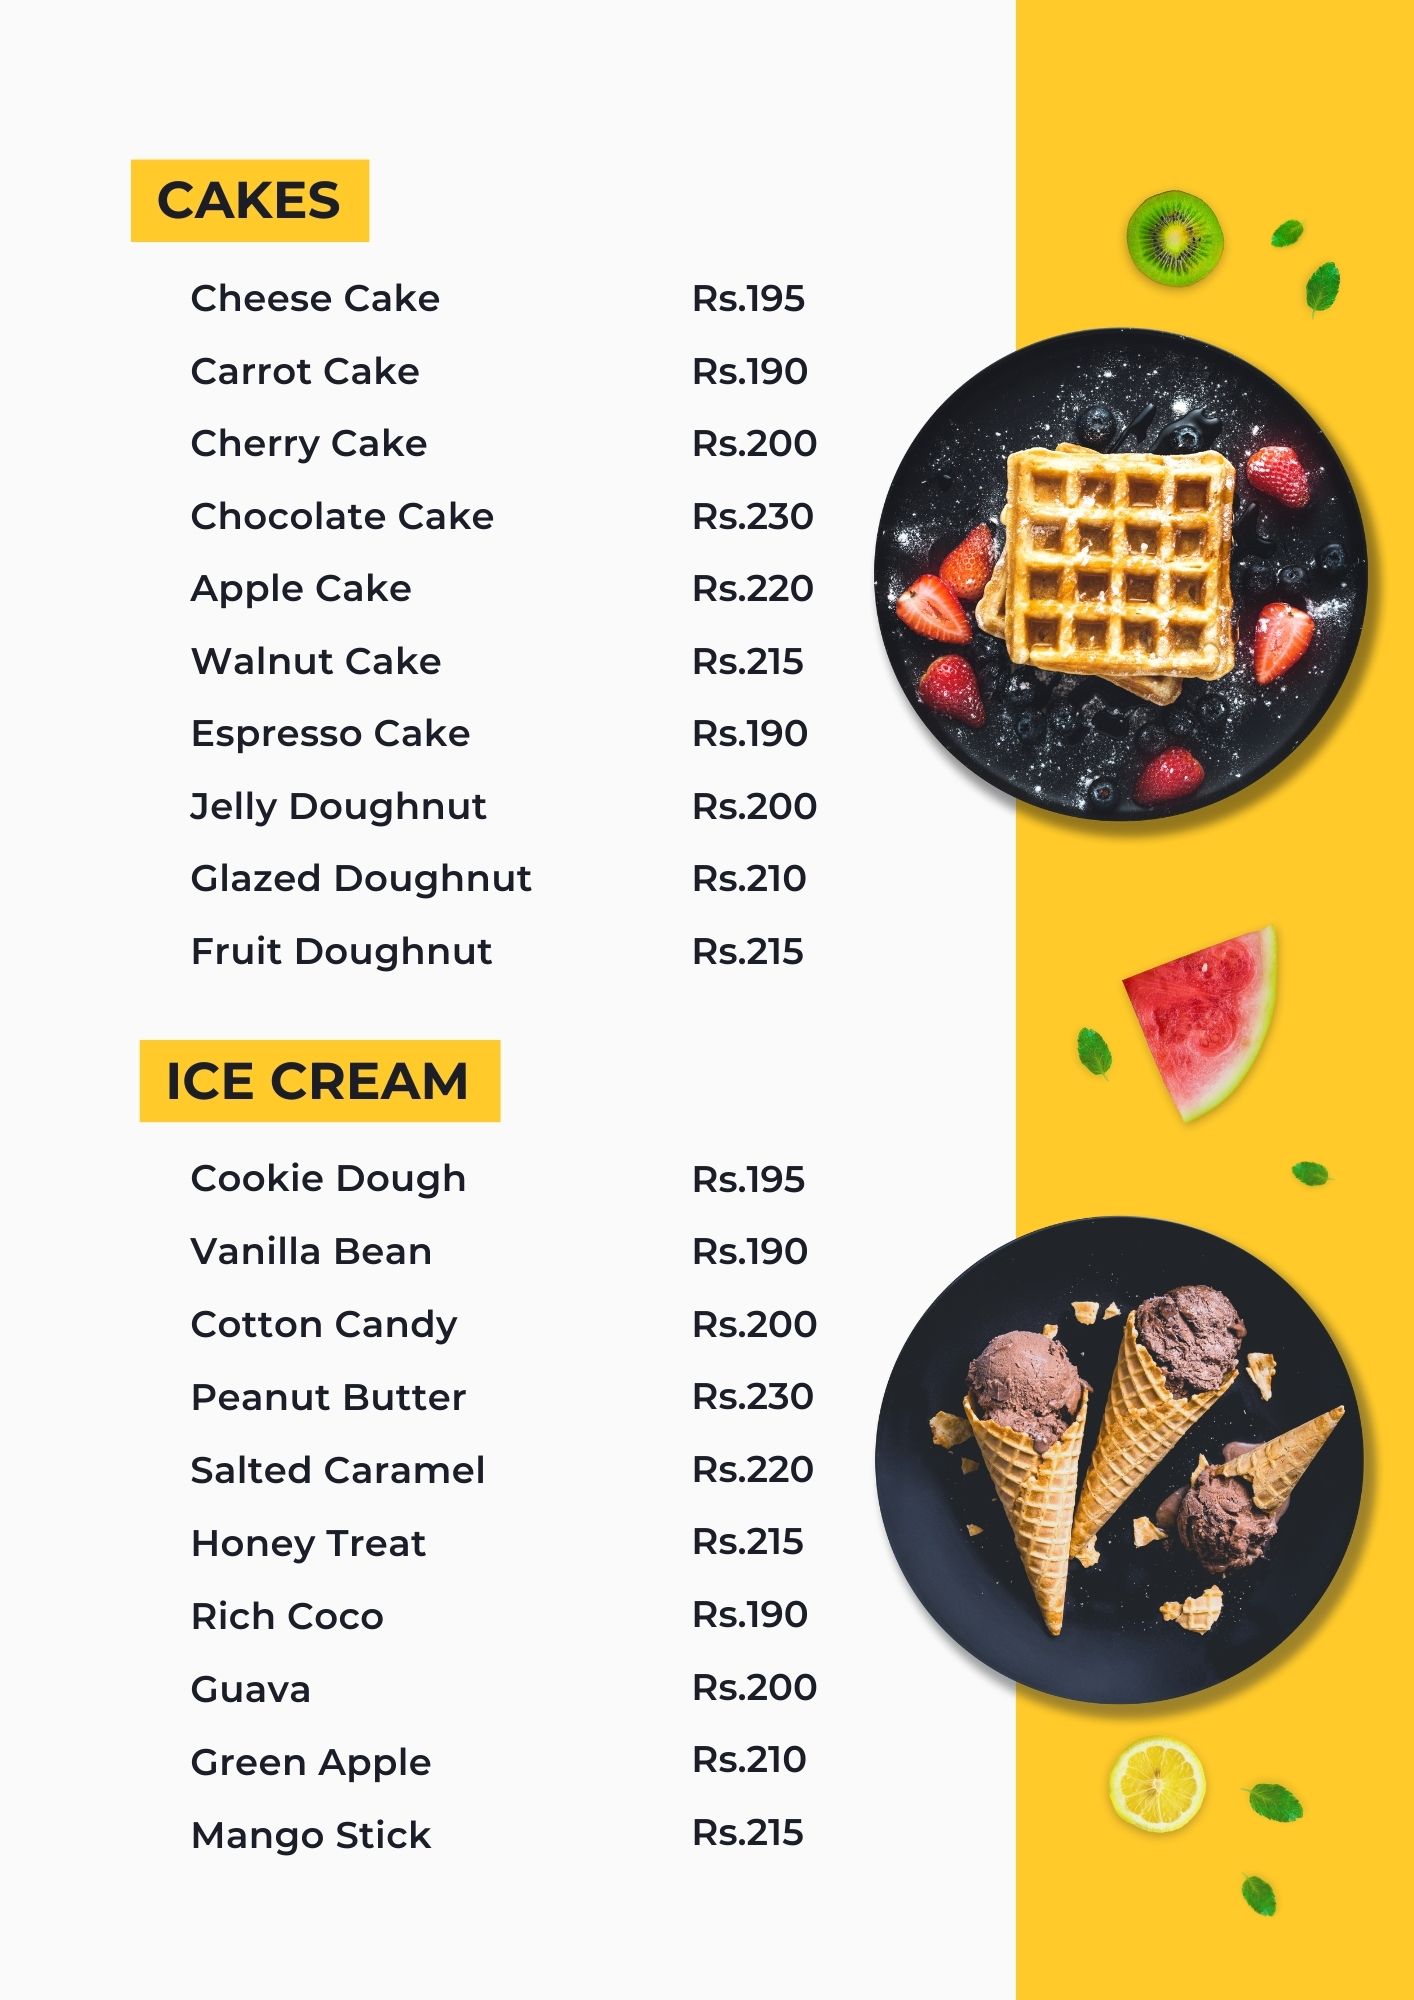 CAKES
Cheese Cake Rs.195
Carrot Cake Rs.190
Cherry Cake Rs.200
Chocolate Cake Rs.230
Apple Cake Rs.220
Walnut Cake Rs.215
Espresso Cake Rs.190
Jelly Doughnut Rs.200
Glazed Doughnut Rs.210
Fruit Doughnut Rs.215
ICE CREAM
Cookie Dough Rs.195
Vanilla Bean Rs.190
Cotton Candy Rs.200
Peanut Butter Rs.230
Salted Caramel Rs.220
Honey Treat Rs.215
Rich Coco Rs.190
Guava Rs.200
Green Apple Rs.210
Mango Stick Rs.215